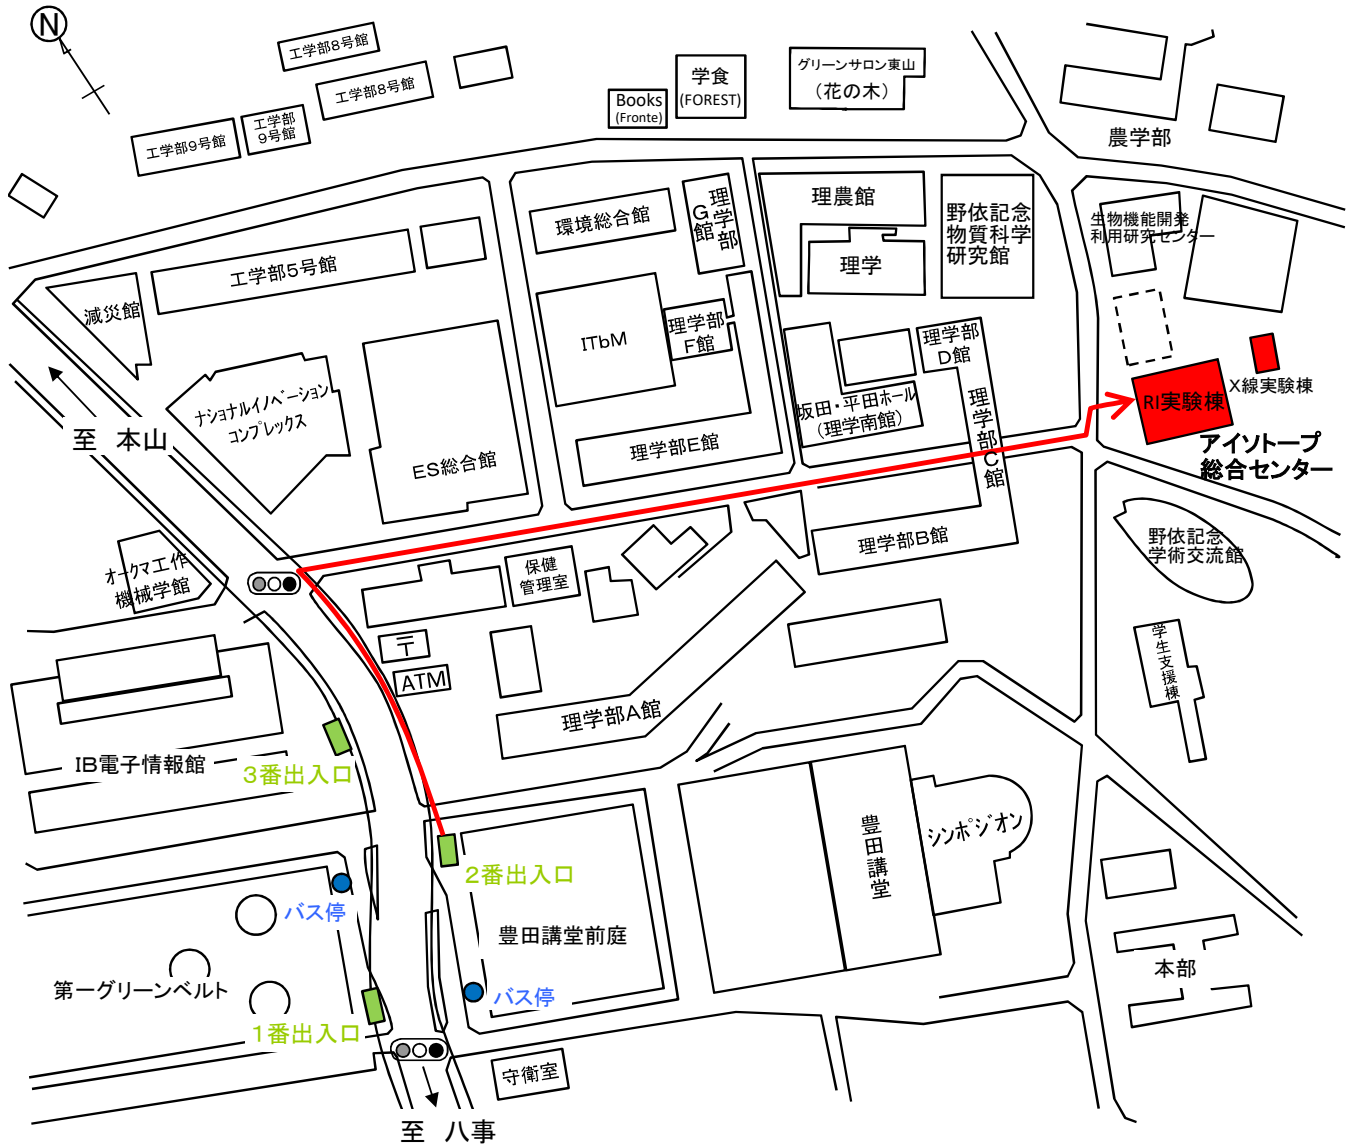 N
工学部8号館
工学部8号館
工学部9号館
工学部
9号館
Books
(Fronte)
学食
(FOREST)
グリーンサロン東山
（花の木）
農学部
環境総合館
理学部
G館
理農館
理学
野依記念
物質科学
研究館
生物機能開発
利用研究センター
工学部5号館
減災館
ITbM
理学部
F館
理学部
D館
X線実験棟
RI実験棟
アイソトープ
総合センター
ナショナルイノベーション
コンプレックス
至 本山
ES総合館
理学部E館
坂田・平田ホール
（理学南館）
理学部C館
理学部B館
野依記念
学術交流館
オークマ工作
機械学館
保健
管理室
〒
ATM
学生支援棟
理学部A館
IB電子情報館
3番出入口
2番出入口
豊田講堂
シンポジオン
バス停
豊田講堂前庭
第一グリーンベルト
バス停
1番出入口
本部
守衛室
至 八事